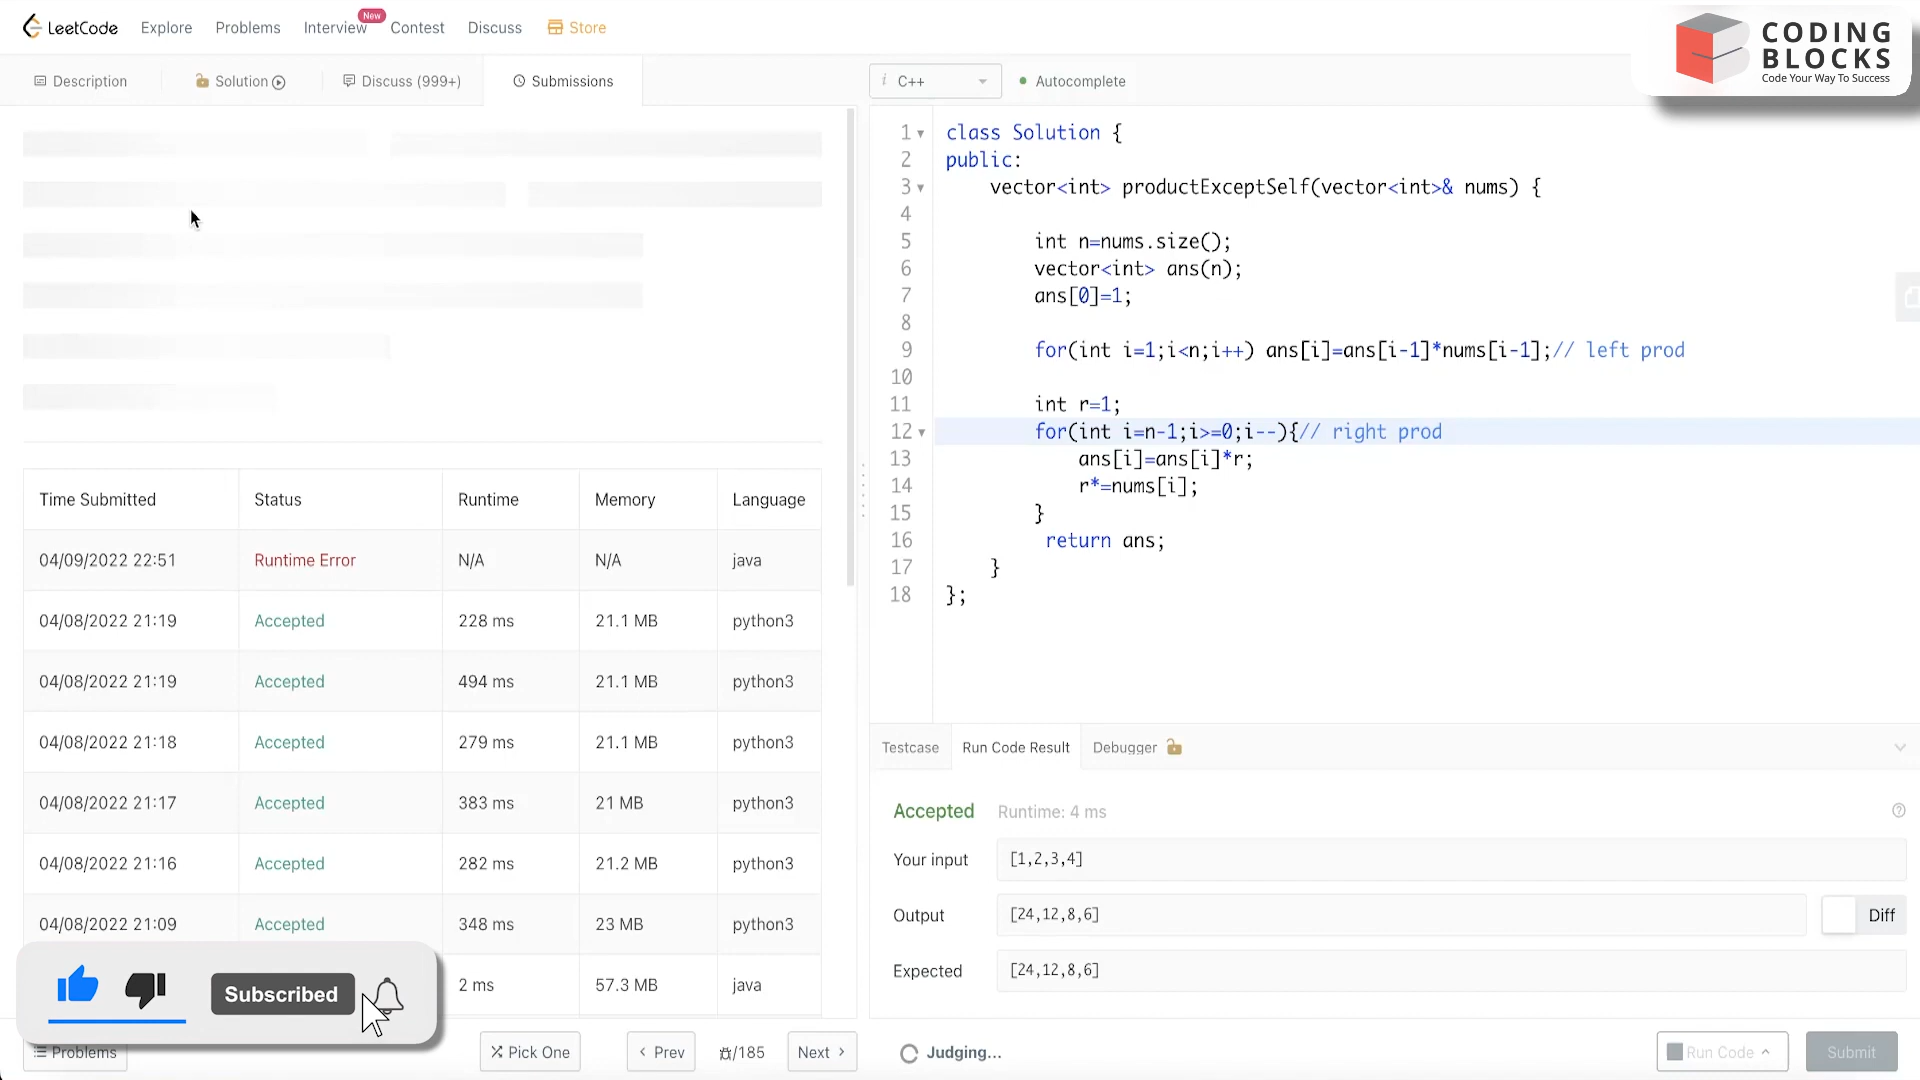 LeetCode Explore Problems Interview New Contest Discuss Store
CODING
BLOCKS
Code Your Way To Success
Description Solution Discuss (999+) Submissions
i C++ Autocomplete
1 class Solution {
2 public:
3 vector<int> productExceptSelf(vector<int>& nums) {
4
5 int n=nums.size();
6 vector<int> ans(n);
7 ans[0]=1;
8
9 for(int i=1;i<n;i++) ans[i]=ans[i-1]*nums[i-1];// left prod
10
11 int r=1;
12 for(int i=n-1;i>=0;i--){// right prod
13 ans[i]=ans[i]*r;
14 r*=nums[i];
15 }
16 return ans;
17 }
18 };
Time Submitted Status Runtime Memory Language
04/09/2022 22:51 Runtime Error N/A N/A java
04/08/2022 21:19 Accepted 228 ms 21.1 MB python3
04/08/2022 21:19 Accepted 494 ms 21.1 MB python3
04/08/2022 21:18 Accepted 279 ms 21.1 MB python3
04/08/2022 21:17 Accepted 383 ms 21 MB python3
04/08/2022 21:16 Accepted 282 ms 21.2 MB python3
04/08/2022 21:09 Accepted 348 ms 23 MB python3
2 ms 57.3 MB java
Subscribed
Testcase Run Code Result Debugger
Accepted Runtime: 4 ms
Your input [1,2,3,4]
Output [24,12,8,6] Diff
Expected [24,12,8,6]
Problems Pick One Prev /185 Next Judging... Run Code Submit